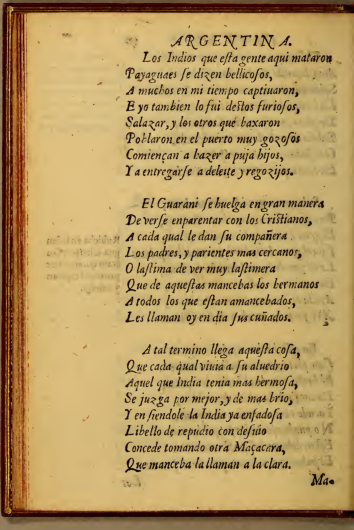 ARGENTINA.
Los Indios que eſta gente aqui mataron
Payaguaes ſe dizen bellicoſos,
A muchos en mi tiempo captiuaron,
E yo tambien lo fui deſtos furioſos,
Salazar, y los otros que baxaron
Poblaron en el puerto muy gozoſos
Comiençan a hazer a puja hijos,
Y a entregarſe a deleite y regozijos.
El Guarani ſe huelga en gran manera
De verſe enparentar con los Criſtianos,
A cada qual le dan ſu compañera
Los padres, y parientes mas cercanos,
O laſtima de ver muy laſtimera
Que de aqueſtas mancebas los hermanos
A todos los que eſtan amancebados,
Les llaman oy en dia ſus cuñados.
A tal termino llega aqueſta coſa,
Que cada qual viuia a ſu aluedrio
Aquel que India tenia mas hermoſa,
Se juzga por mejor, y de mas brio,
Y en ſiendole la India ya enfadoſa
Libello de repudio con deſuio
Concede tomando otra Maçacara,
Que manceba la llaman a la clara.
Ma-